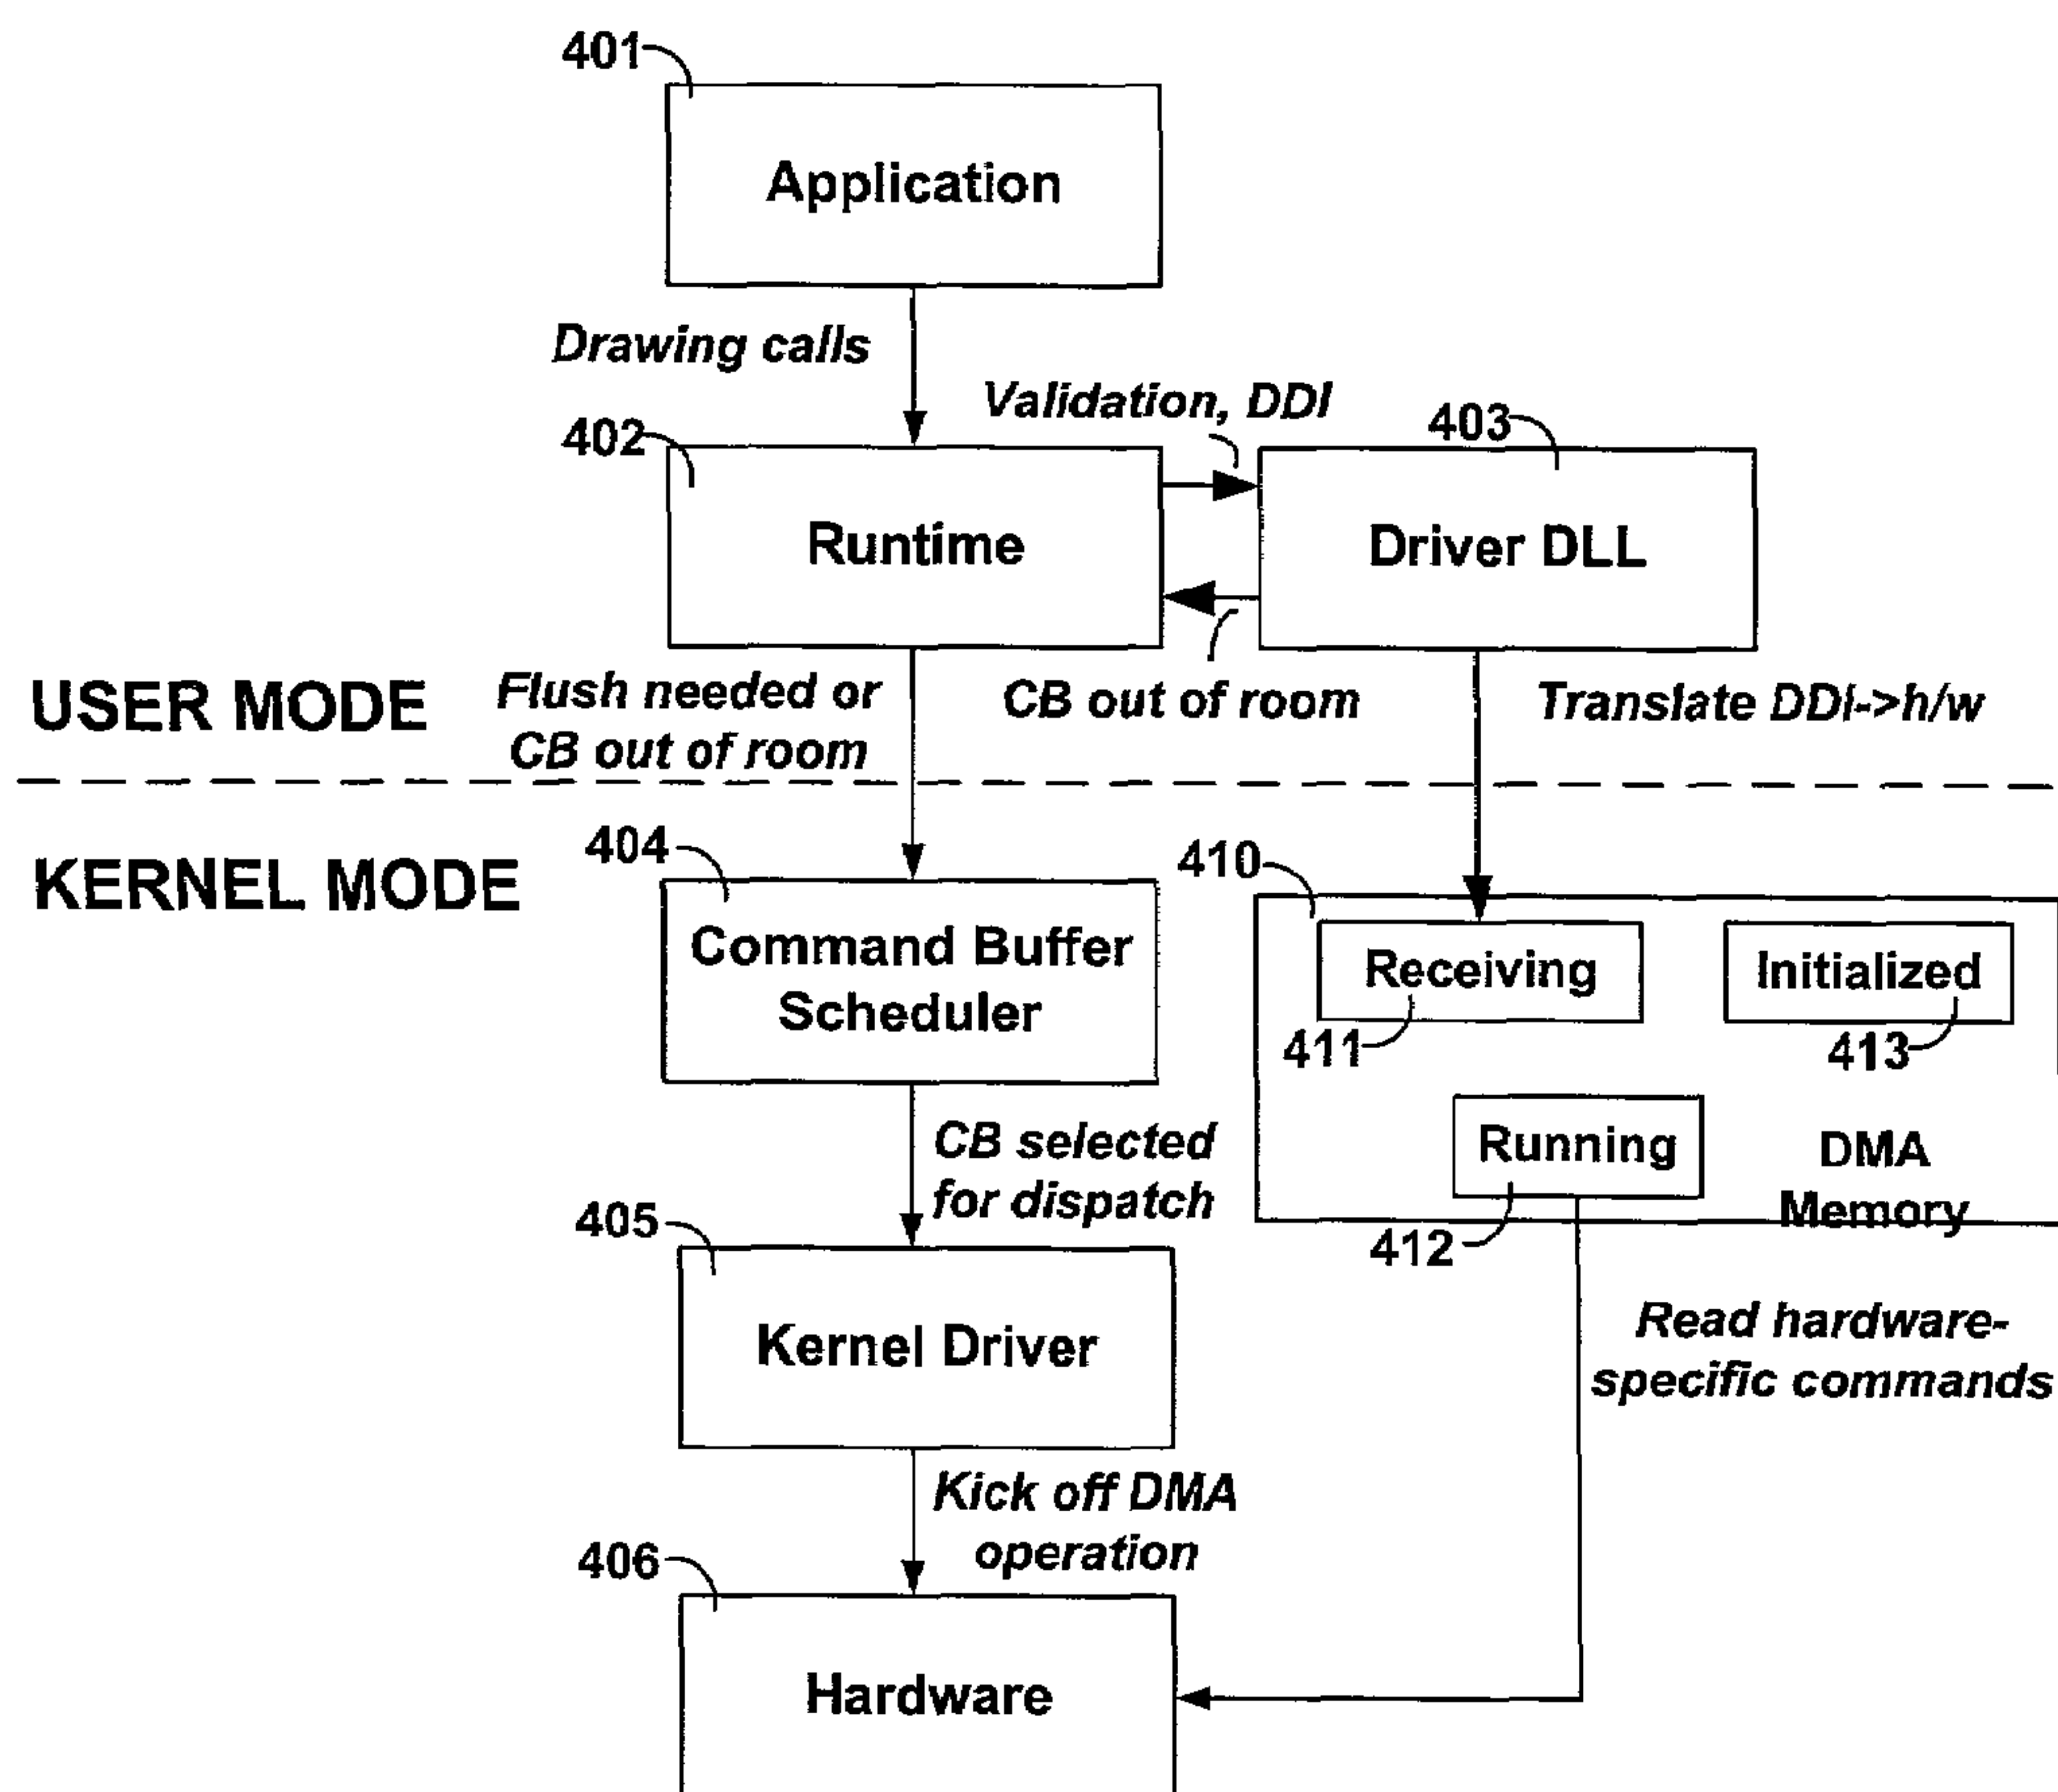 401
Application
Drawing calls
Validation, DDI
402
403
Runtime
Driver DLL
USER MODE
Flush needed or
CB out of room
CB out of room
Translate DDI->h/w
KERNEL MODE
404
410
Command Buffer
Scheduler
Receiving
Initialized
411
413
CB selected
for dispatch
Running
DMA
Memory
405
412
Kernel Driver
Read hardware-
specific commands
Kick off DMA
operation
406
Hardware